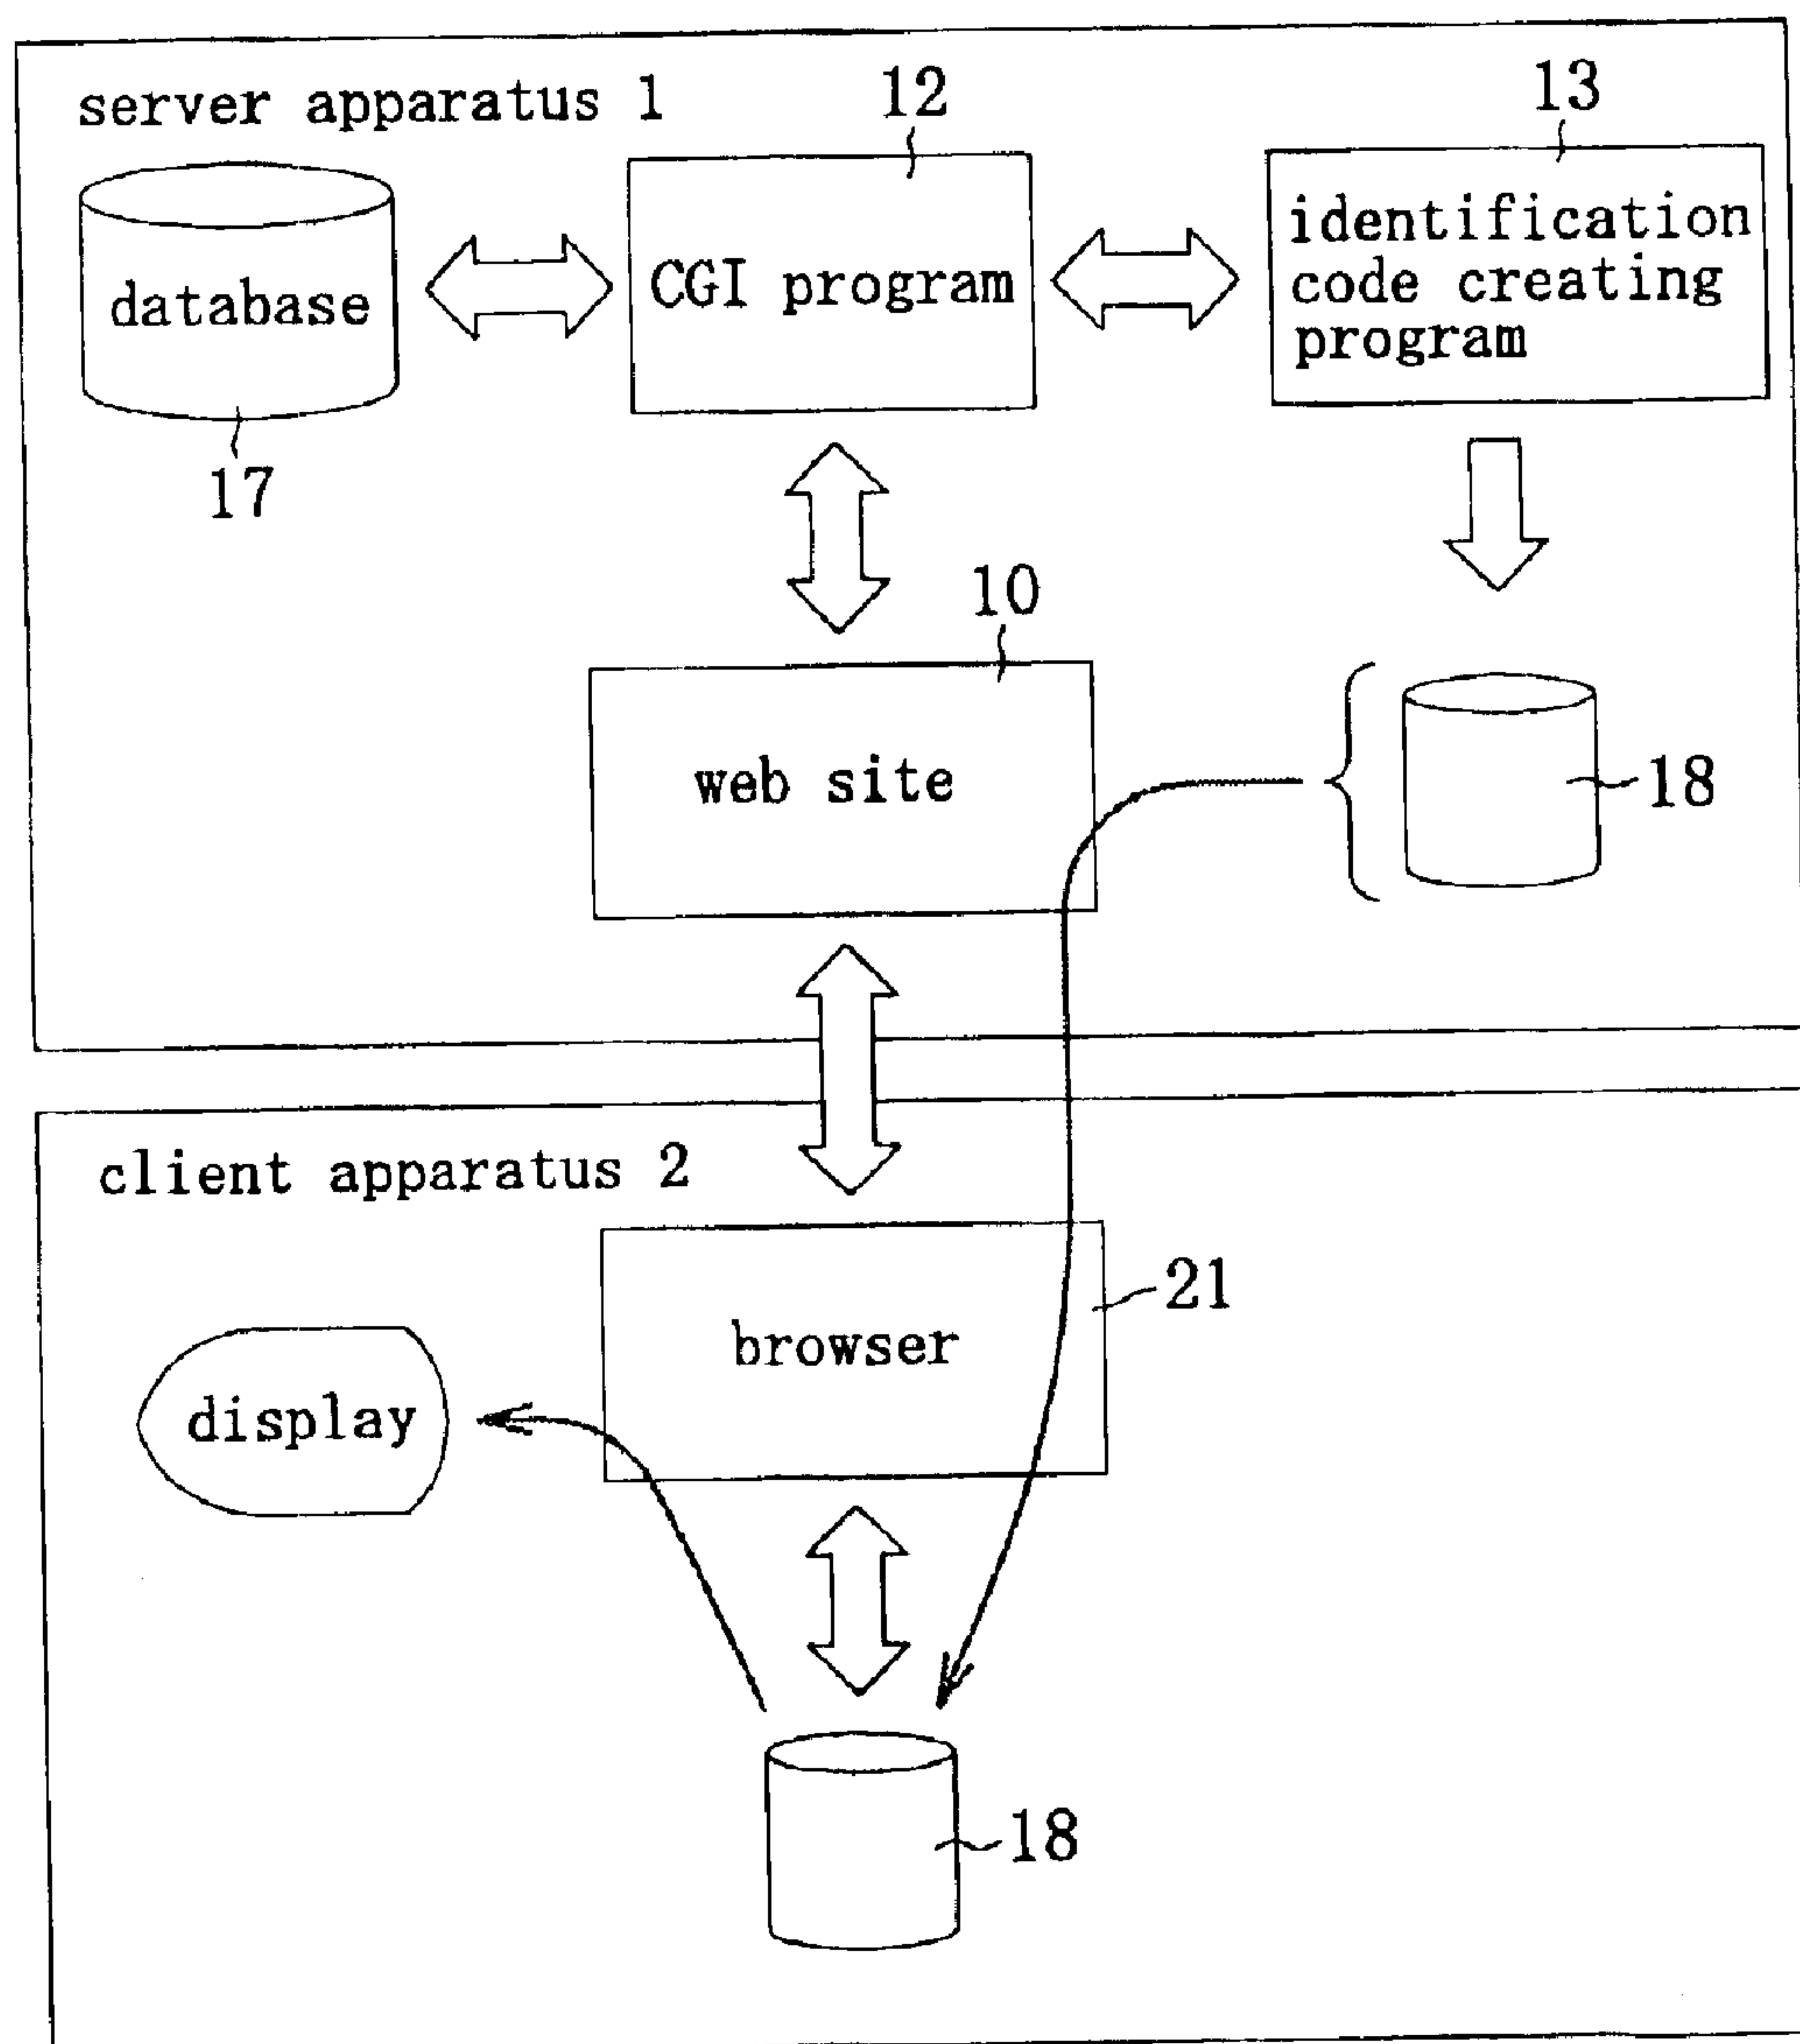 server apparatus 1
12
13
database
CGI program
identification
code creating
program
17
10
web site
18
client apparatus 2
21
browser
display
18